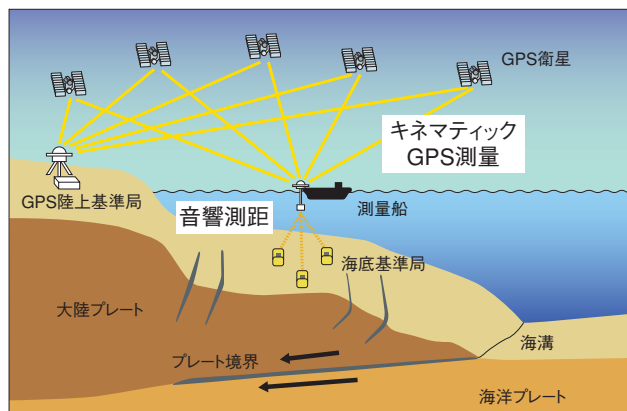 GPS衛星
キネマティック
GPS測量
GPS陸上基準局
測量船
音響測距
海底基準局
大陸プレート
海溝
プレート境界
海洋プレート